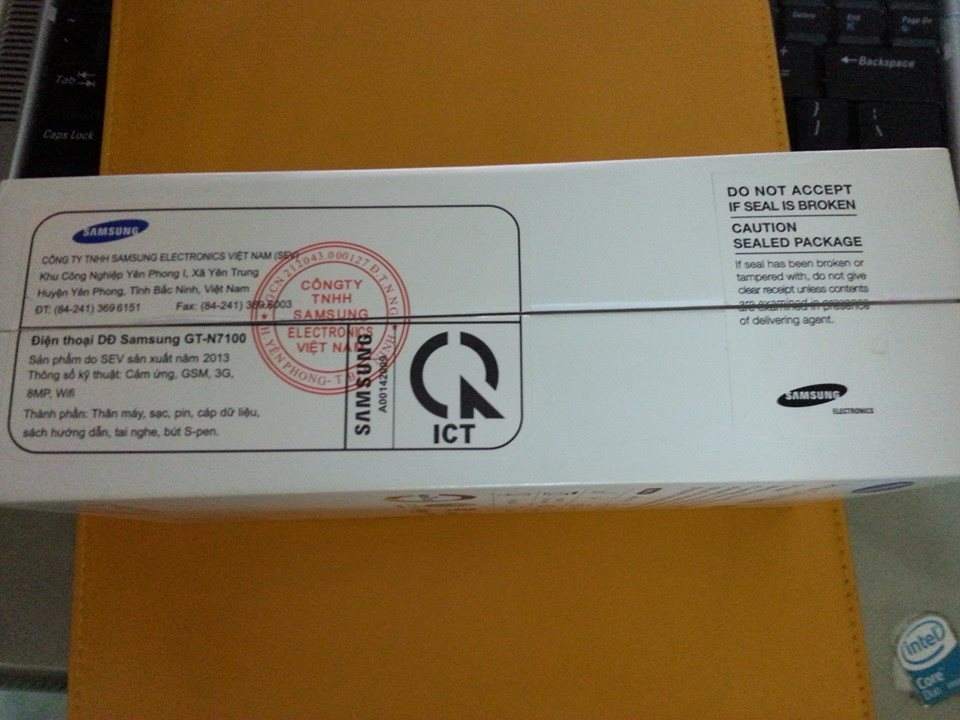 Delete
End
Page Dn
Tab
Backspace
Caps Lock
SAMSUNG
CÔNG TY TNHH SAMSUNG ELECTRONICS VIỆT NAM (SEV)
Khu Công Nghiệp Yên Phong I, Xã Yên Trung
Huyện Yên Phong, Tỉnh Bắc Ninh, Việt Nam
ĐT: (84-241) 369 6151 Fax: (84-241) 369 6003
CÔNGTY
TNHH
SAMSUNG
ELECTRONICS
VIỆT NAM
Điện thoại DĐ Samsung GT-N7100
Sản phẩm do SEV sản xuất năm 2013
Thông số kỹ thuật: Cảm ứng, GSM, 3G,
8MP, Wifi
Thành phần: Thân máy, sạc, pin, cáp dữ liệu,
sách hướng dẫn, tai nghe, bút S-pen.
SAMSUNG
ICT
DO NOT ACCEPT
IF SEAL IS BROKEN
CAUTION
SEALED PACKAGE
If seal has been broken or
tampered with, do not give
clear receipt unless contents
are examined in presence
of delivering agent.
SAMSUNG
ELECTRONICS
intel
Core
Duo